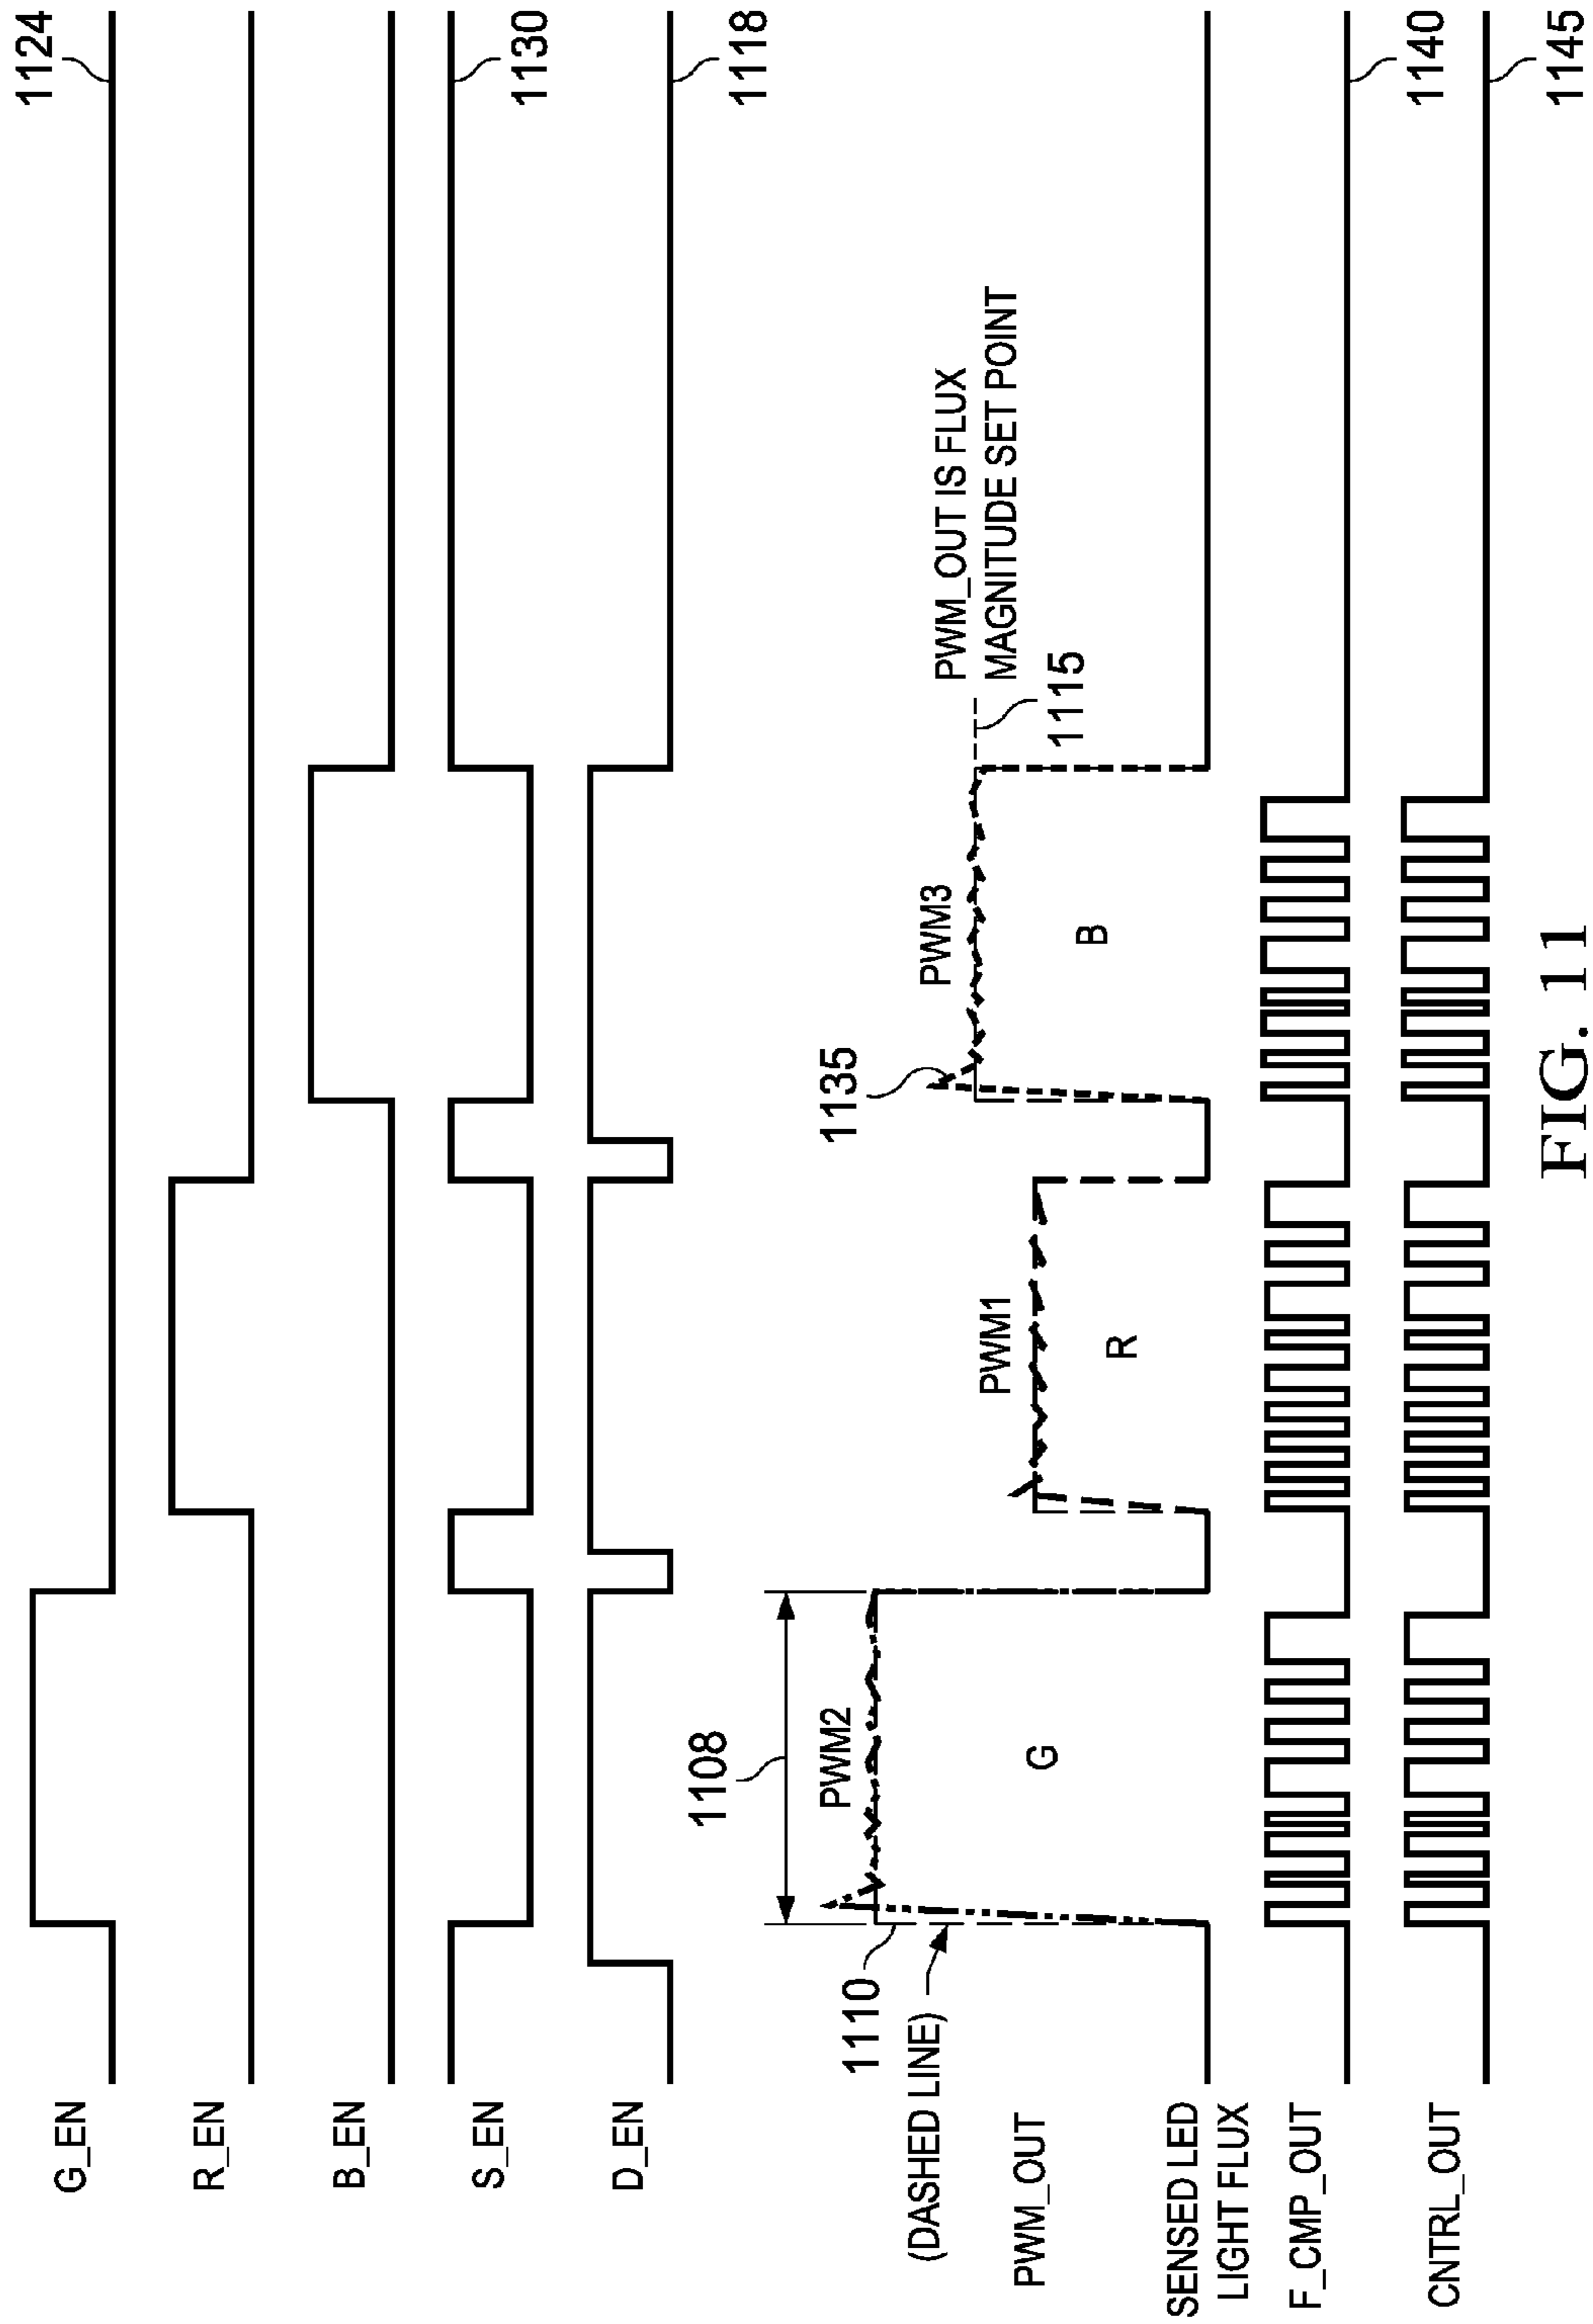 G_EN
1124
R_EN
B_EN
S_EN
1130
D_EN
1118
1108
1110
(DASHED LINE)
PWM_OUT
PWM2
G
PWM1
R
1135
PWM3
B
PWM_OUT IS FLUX
MAGNITUDE SET POINT
1115
SENSED LED
LIGHT FLUX
F_CMP_OUT
1140
CNTRL_OUT
1145
FIG. 11